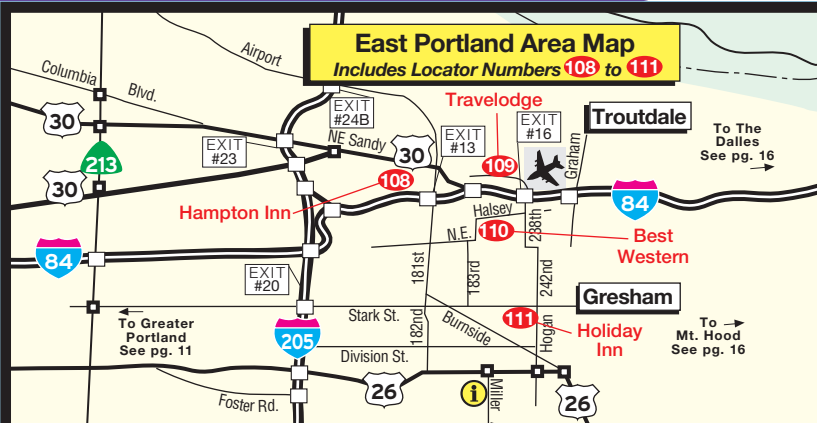 East Portland Area Map
Includes Locator Numbers 108 to 111
Airport
Columbia
Blvd.
30
213
30
84
EXIT
#23
EXIT
#24B
NE Sandy
30
EXIT
#13
Travelodge
109
EXIT
#16
Graham
Troutdale
To The
Dalles
See pg. 16
108
Hampton Inn
84
Halsey
N.E.
110
238th
Best
Western
EXIT
#20
181st
183rd
242nd
Gresham
To Greater
Portland
See pg. 11
205
Stark St.
182nd
Burnside
111
Hogan
Holiday
Inn
To
Mt. Hood
See pg. 16
Division St.
26
Foster Rd.
i
Miller
26